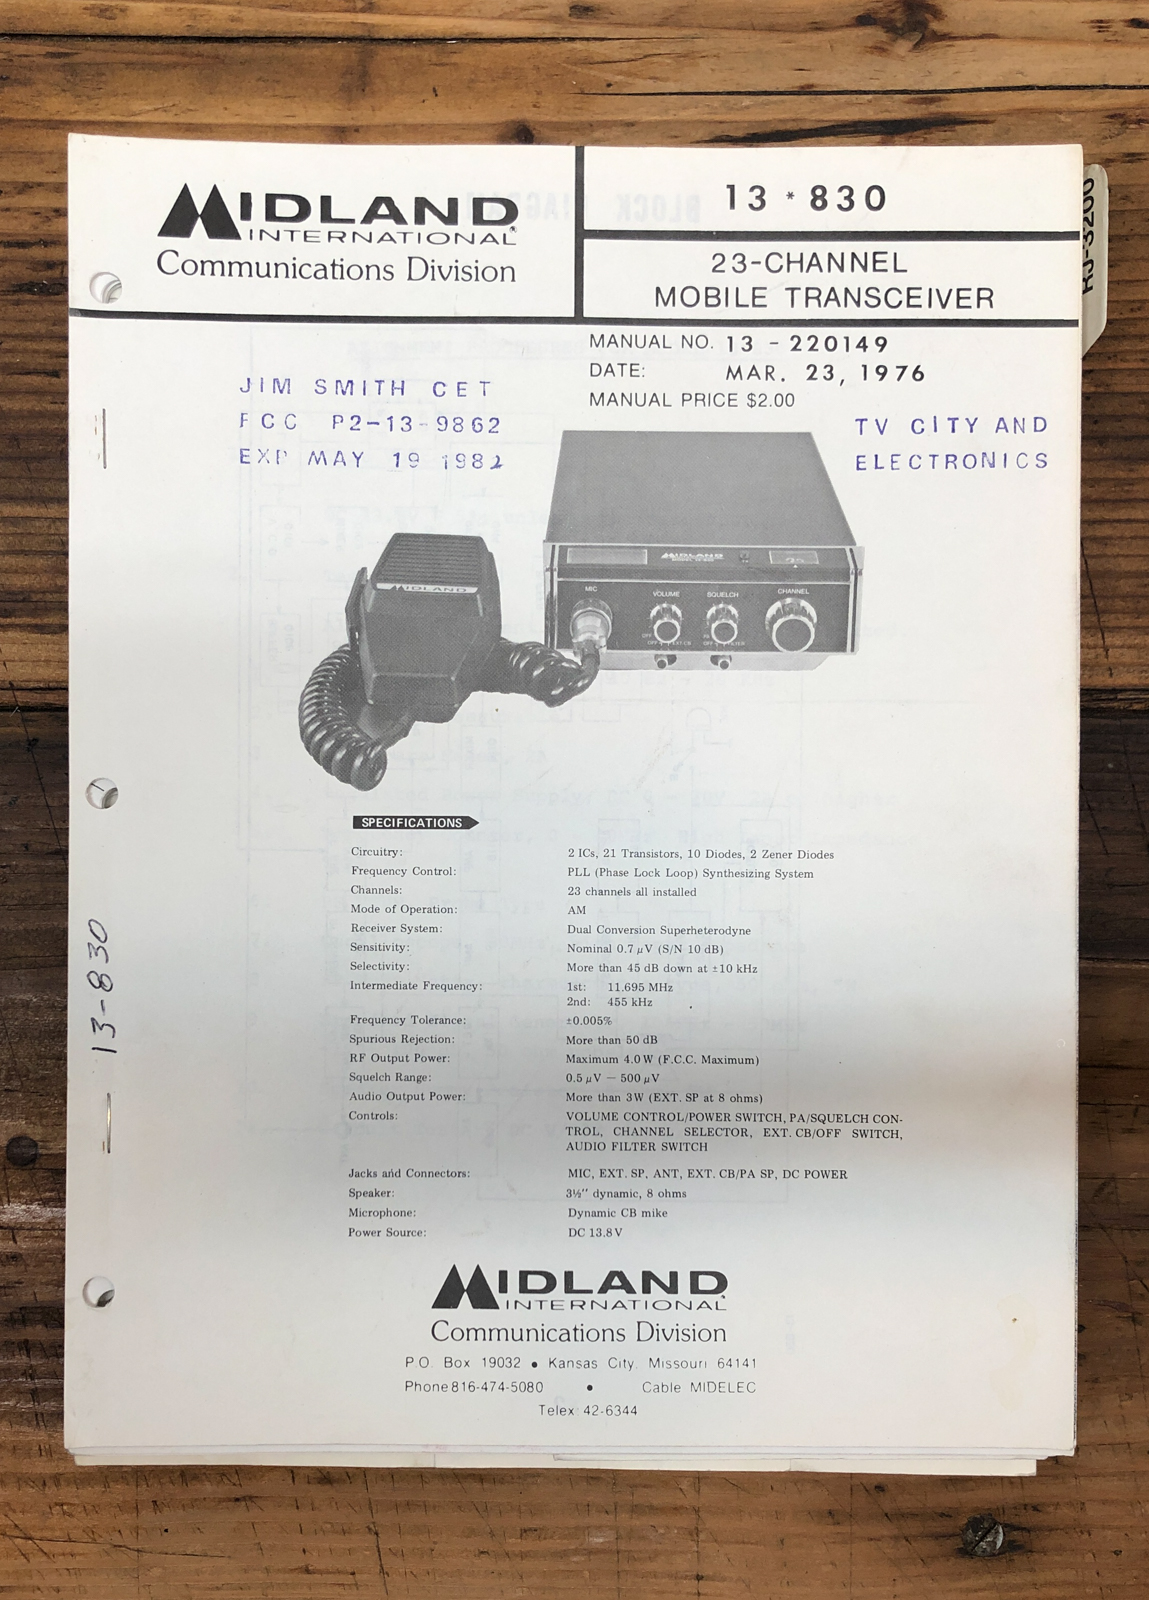 MIDLAND
INTERNATIONAL
Communications Division
13 * 830
23-CHANNEL
MOBILE TRANSCEIVER
RJ-3200
MANUAL NO. 13 - 220149
DATE: MAR. 23, 1976
MANUAL PRICE $2.00
JIM SMITH CET
FCC P2-13-9862
EXP MAY 19 1982
TV CITY AND
ELECTRONICS
MIDLAND
MIDLAND
MIC
VOLUME
SQUELCH
CHANNEL
SPECIFICATIONS
Circuitry: 2 ICs, 21 Transistors, 10 Diodes, 2 Zener Diodes
Frequency Control: PLL (Phase Lock Loop) Synthesizing System
Channels: 23 channels all installed
Mode of Operation: AM
Receiver System: Dual Conversion Superheterodyne
Sensitivity: Nominal 0.7 µV (S/N 10 dB)
Selectivity: More than 45 dB down at ±10 kHz
Intermediate Frequency: 1st: 11.695 MHz
2nd: 455 kHz
Frequency Tolerance: ±0.005%
Spurious Rejection: More than 50 dB
RF Output Power: Maximum 4.0 W (F.C.C. Maximum)
Squelch Range: 0.5 µV — 500 µV
Audio Output Power: More than 3W (EXT. SP at 8 ohms)
Controls: VOLUME CONTROL/POWER SWITCH, PA/SQUELCH CON-
TROL, CHANNEL SELECTOR, EXT. CB/OFF SWITCH,
AUDIO FILTER SWITCH
Jacks and Connectors: MIC, EXT. SP, ANT, EXT. CB/PA SP, DC POWER
Speaker: 3½" dynamic, 8 ohms
Microphone: Dynamic CB mike
Power Source: DC 13.8 V
13-830
MIDLAND
INTERNATIONAL
Communications Division
P.O. Box 19032 • Kansas City, Missouri 64141
Phone 816-474-5080 • Cable MIDELEC
Telex: 42-6344